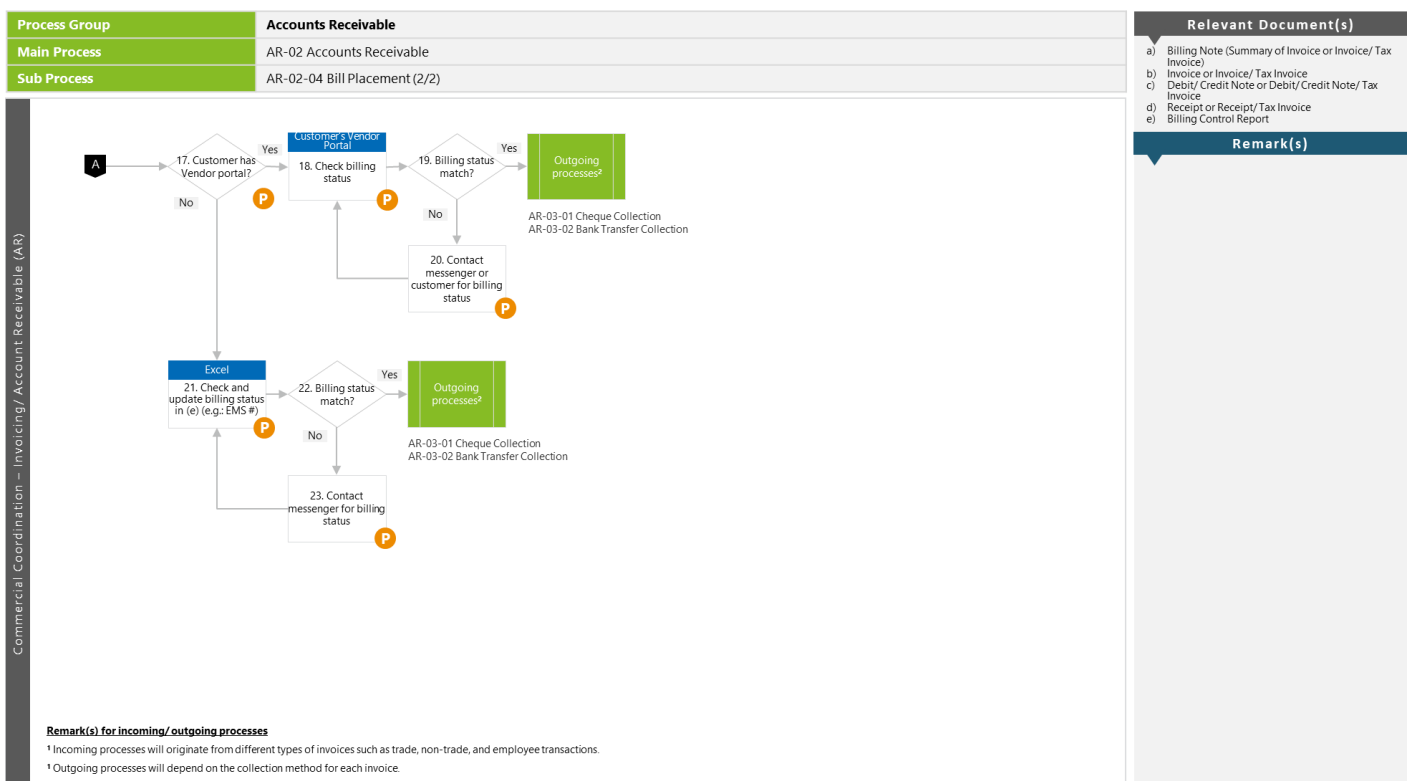 Process Group
Accounts Receivable
Main Process
AR-02 Accounts Receivable
Sub Process
AR-02-04 Bill Placement (2/2)
Relevant Document(s)
a) Billing Note (Summary of Invoice or Invoice/ Tax
Invoice)
b) Invoice or Invoice/ Tax Invoice
c) Debit/ Credit Note or Debit/ Credit Note/ Tax
Invoice
d) Receipt or Receipt/ Tax Invoice
e) Billing Control Report
Remark(s)
Commercial Coordination – Invoicing/ Account Receivable (AR)
A
17. Customer has
Vendor portal?
Yes
No
P
Customer's Vendor
Portal
18. Check billing
status
P
19. Billing status
match?
Yes
No
Outgoing
processes²
AR-03-01 Cheque Collection
AR-03-02 Bank Transfer Collection
20. Contact
messenger or
customer for billing
status
P
Excel
21. Check and
update billing status
in (e) (e.g.: EMS #)
P
22. Billing status
match?
Yes
No
Outgoing
processes²
AR-03-01 Cheque Collection
AR-03-02 Bank Transfer Collection
23. Contact
messenger for billing
status
P
Remark(s) for incoming/ outgoing processes
¹ Incoming processes will originate from different types of invoices such as trade, non-trade, and employee transactions.
¹ Outgoing processes will depend on the collection method for each invoice.